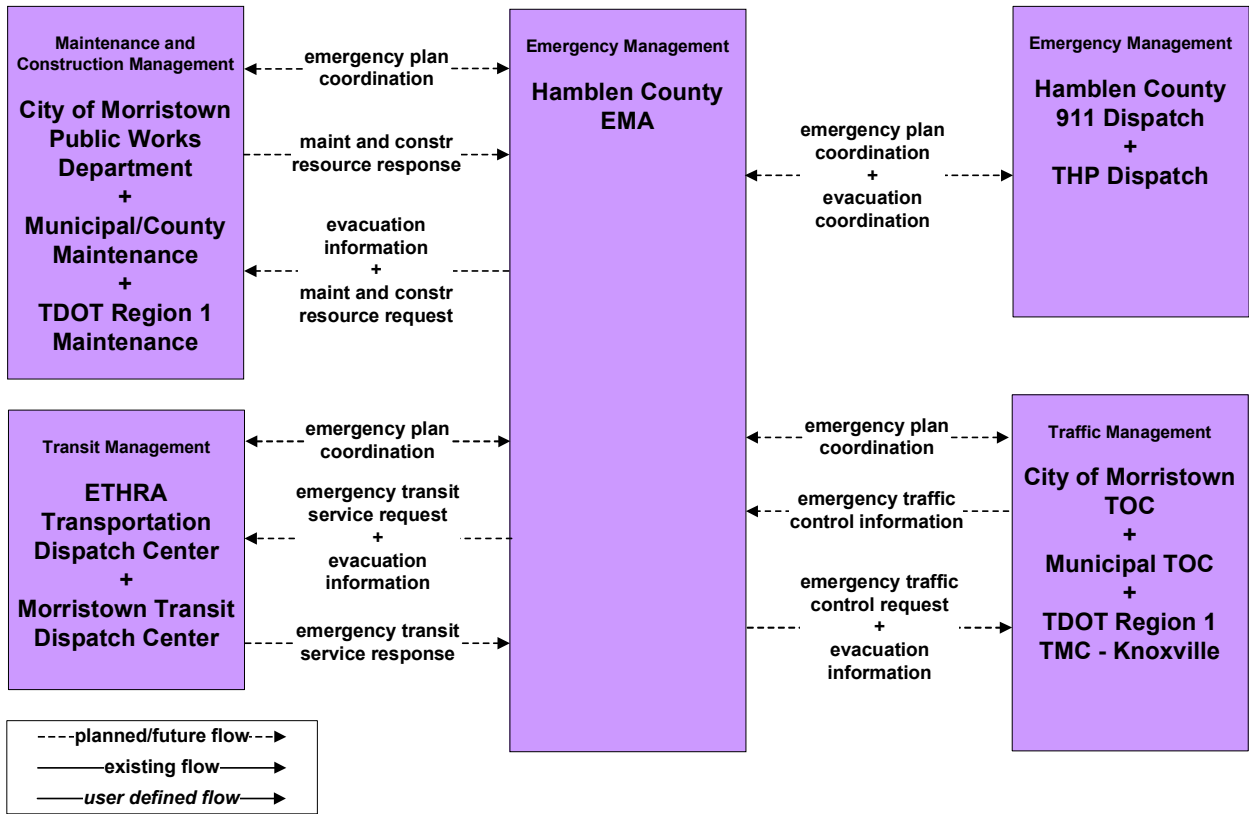 Maintenance and
Construction Management
City of Morristown
Public Works
Department
+
Municipal/County
Maintenance
+
TDOT Region 1
Maintenance
emergency plan
coordination
maint and constr
resource response
evacuation
information
+
maint and constr
resource request
Emergency Management
Hamblen County
EMA
emergency plan
coordination
+
evacuation
coordination
Emergency Management
Hamblen County
911 Dispatch
+
THP Dispatch
Transit Management
ETHRA
Transportation
Dispatch Center
+
Morristown Transit
Dispatch Center
emergency plan
coordination
emergency transit
service request
+
evacuation
information
emergency transit
service response
emergency plan
coordination
emergency traffic
control information
emergency traffic
control request
+
evacuation
information
Traffic Management
City of Morristown
TOC
+
Municipal TOC
+
TDOT Region 1
TMC - Knoxville
planned/future flow
existing flow
user defined flow